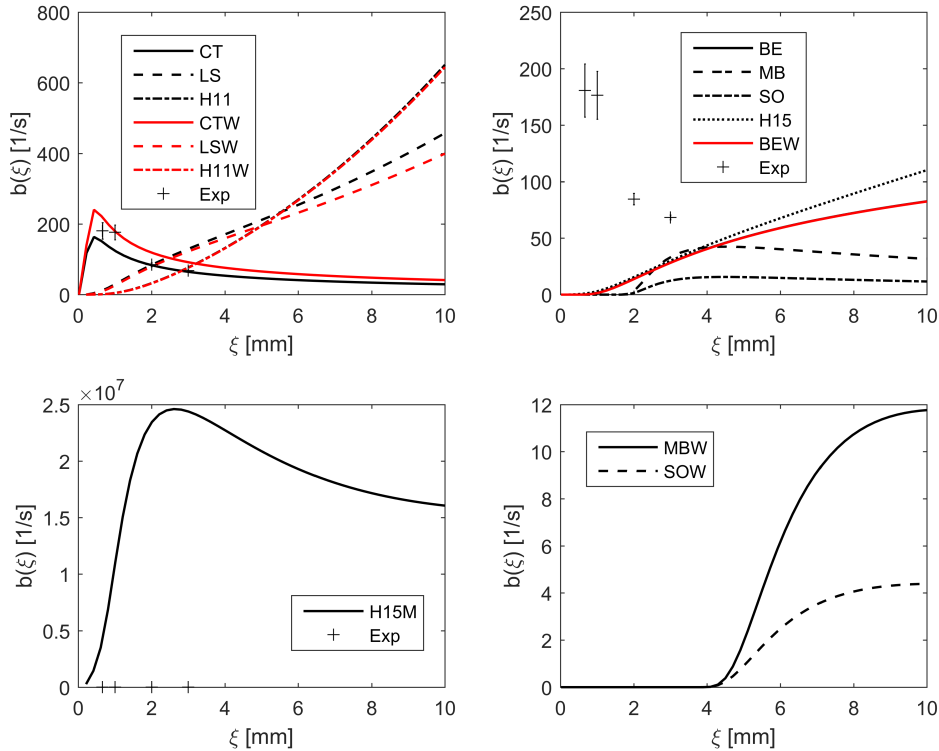 800
600
400
200
0
b(ξ) [1/s]
0 2 4 6 8 10
ξ [mm]
CT
LS
H11
CTW
LSW
H11W
Exp
250
200
150
100
50
0
b(ξ) [1/s]
0 2 4 6 8 10
ξ [mm]
BE
MB
SO
H15
BEW
Exp
×10⁷
2.5
2
1.5
1
0.5
0
b(ξ) [1/s]
0 2 4 6 8 10
ξ [mm]
H15M
Exp
12
10
8
6
4
2
0
b(ξ) [1/s]
0 2 4 6 8 10
ξ [mm]
MBW
SOW